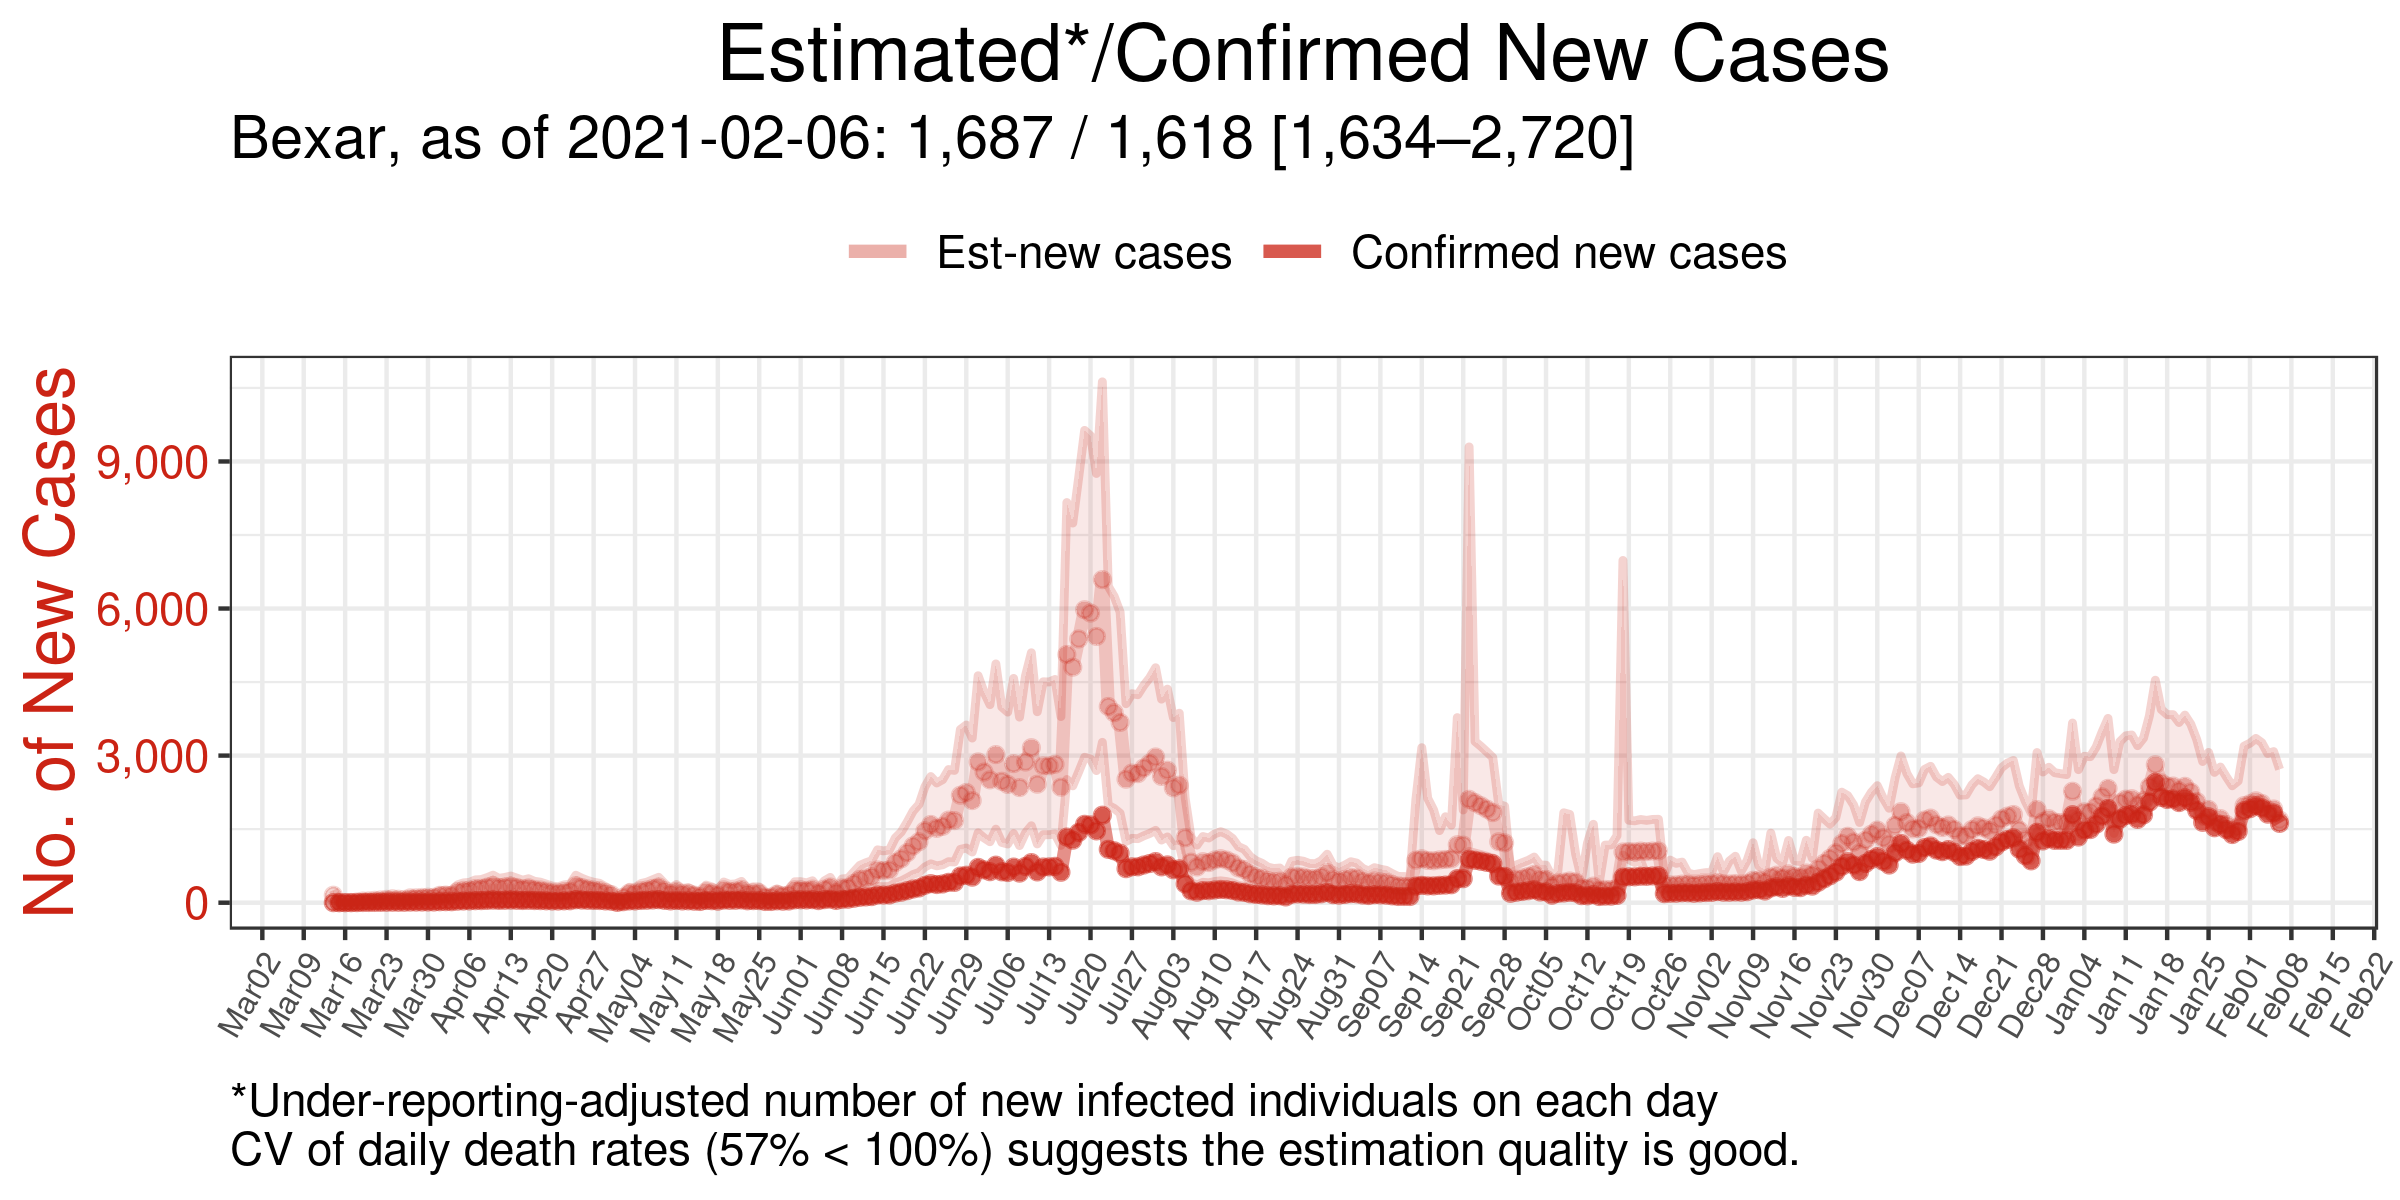 Estimated*/Confirmed New Cases
Bexar, as of 2021-02-06: 1,687 / 1,618 [1,634–2,720]
Est-new cases Confirmed new cases
No. of New Cases
9,000
6,000
3,000
0
Mar02 Mar09 Mar16 Mar23 Mar30 Apr06 Apr13 Apr20 Apr27 May04 May11 May18 May25 Jun01 Jun08 Jun15 Jun22 Jun29 Jul06 Jul13 Jul20 Jul27 Aug03 Aug10 Aug17 Aug24 Aug31 Sep07 Sep14 Sep21 Sep28 Oct05 Oct12 Oct19 Oct26 Nov02 Nov09 Nov16 Nov23 Nov30 Dec07 Dec14 Dec21 Dec28 Jan04 Jan11 Jan18 Jan25 Feb01 Feb08 Feb15 Feb22
*Under-reporting-adjusted number of new infected individuals on each day
CV of daily death rates (57% < 100%) suggests the estimation quality is good.